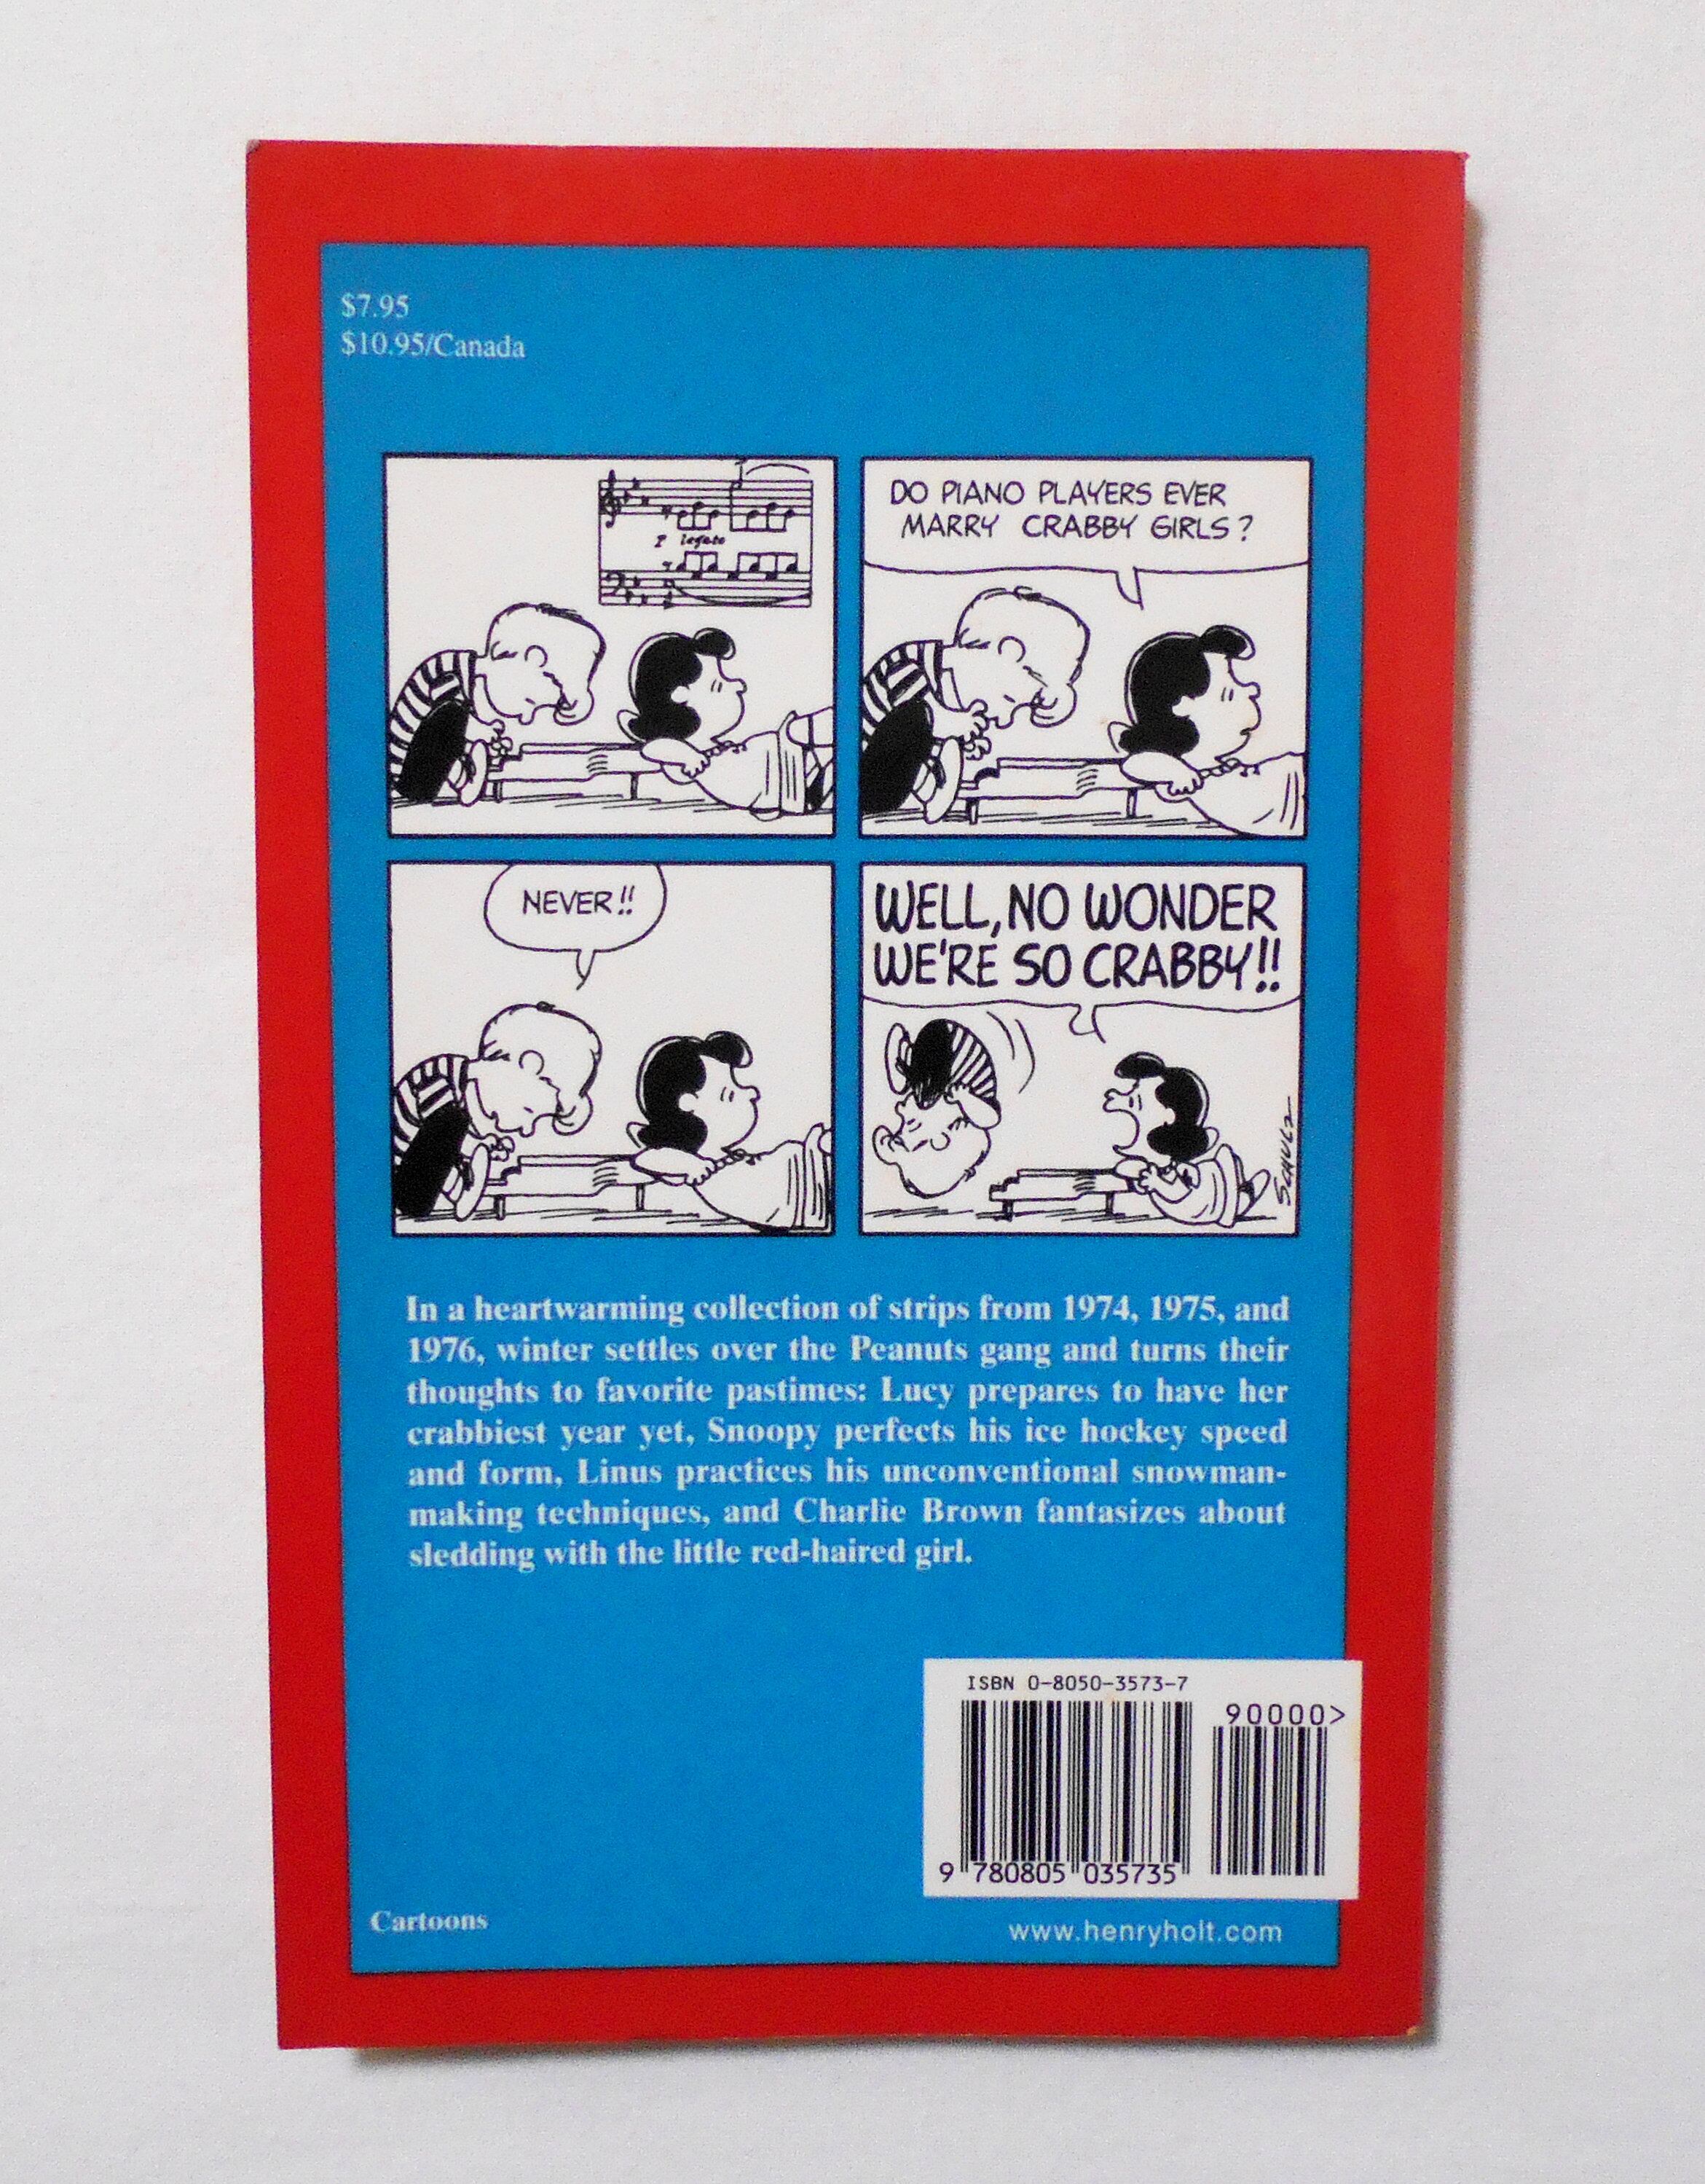 $7.95
$10.95/Canada
P legato
DO PIANO PLAYERS EVER
MARRY CRABBY GIRLS?
NEVER!!
WELL, NO WONDER
WE'RE SO CRABBY!!
SCHULZ
In a heartwarming collection of strips from 1974, 1975, and
1976, winter settles over the Peanuts gang and turns their
thoughts to favorite pastimes: Lucy prepares to have her
crabbiest year yet, Snoopy perfects his ice hockey speed
and form, Linus practices his unconventional snowman-
making techniques, and Charlie Brown fantasizes about
sledding with the little red-haired girl.
ISBN 0-8050-3573-7
90000>
9 780805 035735
Cartoons
www.henryholt.com